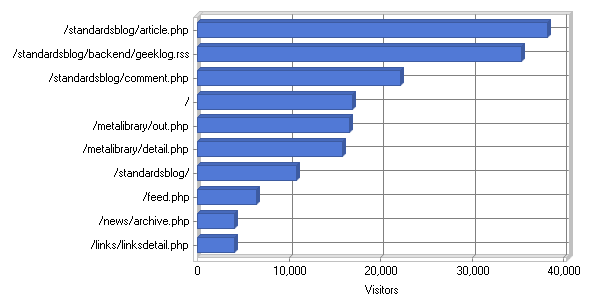 /standardsblog/article.php
/standardsblog/backend/geeklog.rss
/standardsblog/comment.php
/
/metalibrary/out.php
/metalibrary/detail.php
/standardsblog/
/feed.php
/news/archive.php
/links/linksdetail.php
0 10,000 20,000 30,000 40,000
Visitors